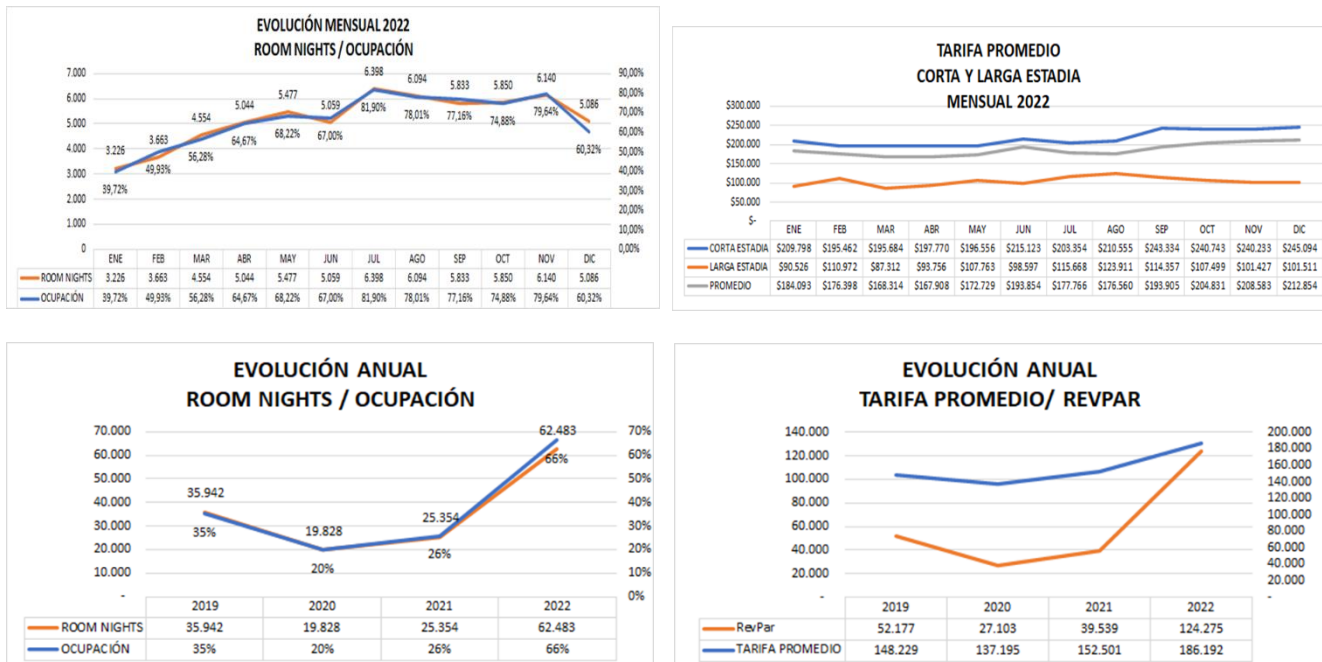 EVOLUCIÓN MENSUAL 2022
ROOM NIGHTS / OCUPACIÓN
7.000
6.000
5.000
4.000
3.000
2.000
1.000
0
90,00%
80,00%
70,00%
60,00%
50,00%
40,00%
30,00%
20,00%
10,00%
0,00%
3.226 3.663 4.554 5.044 5.477 5.059 6.398 6.094 5.833 5.850 6.140 5.086
39,72% 49,93% 56,28% 64,67% 68,22% 67,00% 81,90% 78,01% 77,16% 74,88% 79,64% 60,32%
ENE FEB MAR ABR MAY JUN JUL AGO SEP OCT NOV DIC
ROOM NIGHTS 3.226 3.663 4.554 5.044 5.477 5.059 6.398 6.094 5.833 5.850 6.140 5.086
OCUPACIÓN 39,72% 49,93% 56,28% 64,67% 68,22% 67,00% 81,90% 78,01% 77,16% 74,88% 79,64% 60,32%
TARIFA PROMEDIO
CORTA Y LARGA ESTADIA
MENSUAL 2022
$300.000
$250.000
$200.000
$150.000
$100.000
$50.000
$-
ENE FEB MAR ABR MAY JUN JUL AGO SEP OCT NOV DIC
CORTA ESTADIA $209.798 $195.462 $195.684 $197.770 $196.556 $215.123 $203.354 $210.555 $243.334 $240.743 $240.233 $245.094
LARGA ESTADIA $90.526 $110.972 $87.312 $93.756 $107.763 $98.597 $115.668 $123.911 $114.357 $107.499 $101.427 $101.511
PROMEDIO $184.093 $176.398 $168.314 $167.908 $172.729 $193.854 $177.766 $176.560 $193.905 $204.831 $208.583 $212.854
EVOLUCIÓN ANUAL
ROOM NIGHTS / OCUPACIÓN
70.000
60.000
50.000
40.000
30.000
20.000
10.000
-
70%
60%
50%
40%
30%
20%
10%
0%
35.942 19.828 25.354 62.483
35% 20% 26% 66%
2019 2020 2021 2022
ROOM NIGHTS 35.942 19.828 25.354 62.483
OCUPACIÓN 35% 20% 26% 66%
EVOLUCIÓN ANUAL
TARIFA PROMEDIO/ REVPAR
140.000
120.000
100.000
80.000
60.000
40.000
20.000
-
200.000
180.000
160.000
140.000
120.000
100.000
80.000
60.000
40.000
20.000
-
2019 2020 2021 2022
RevPar 52.177 27.103 39.539 124.275
TARIFA PROMEDIO 148.229 137.195 152.501 186.192